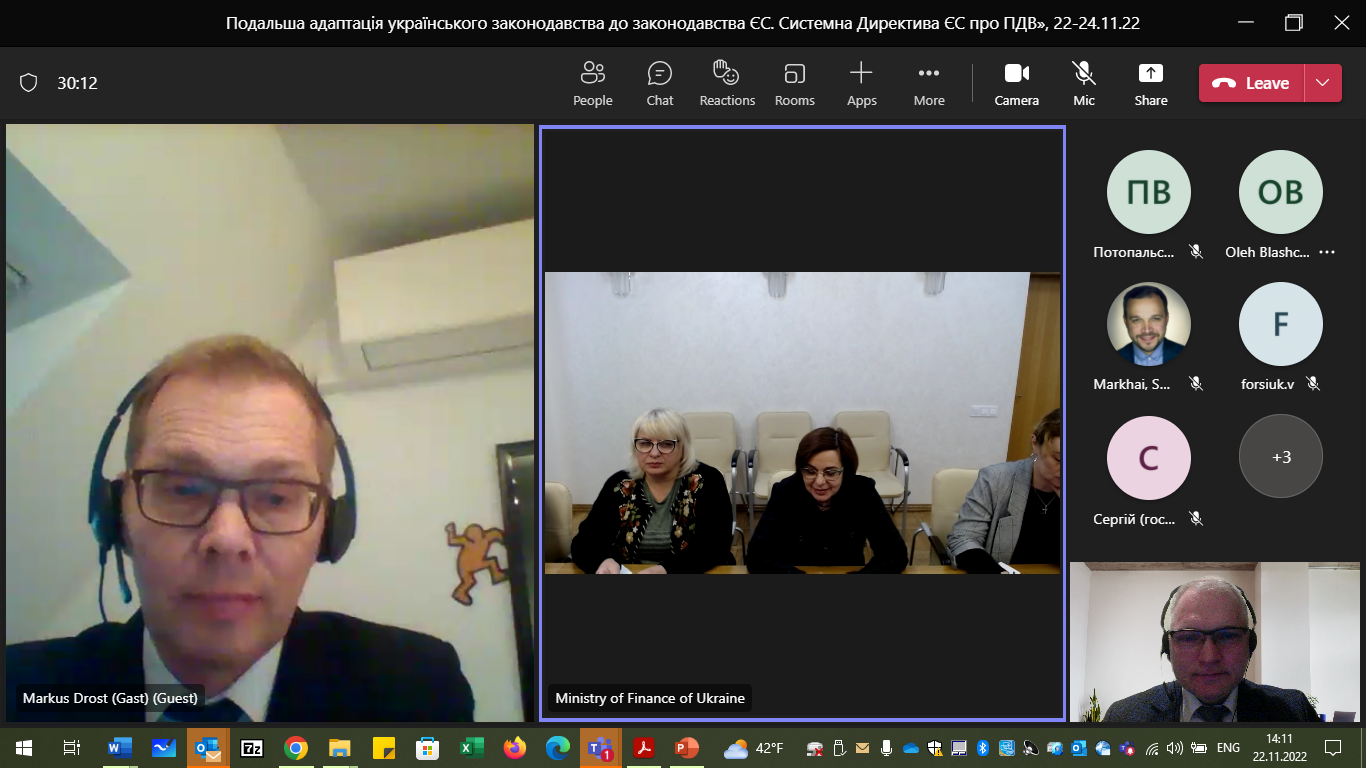 Подальша адаптація українського законодавства до законодавства ЄС. Системна Директива ЄС про ПДВ», 22-24.11.22
30:12
People
Chat
Reactions
Rooms
Apps
More
Camera
Mic
Share
Leave
ПВ
ОВ
Потопальс...
Oleh Blashc...
F
Markhai, S...
forsiuk.v
С
+3
Сергій (гос...
Markus Drost (Gast) (Guest)
Ministry of Finance of Ukraine
7z
1
42°F
ENG
14:11
22.11.2022